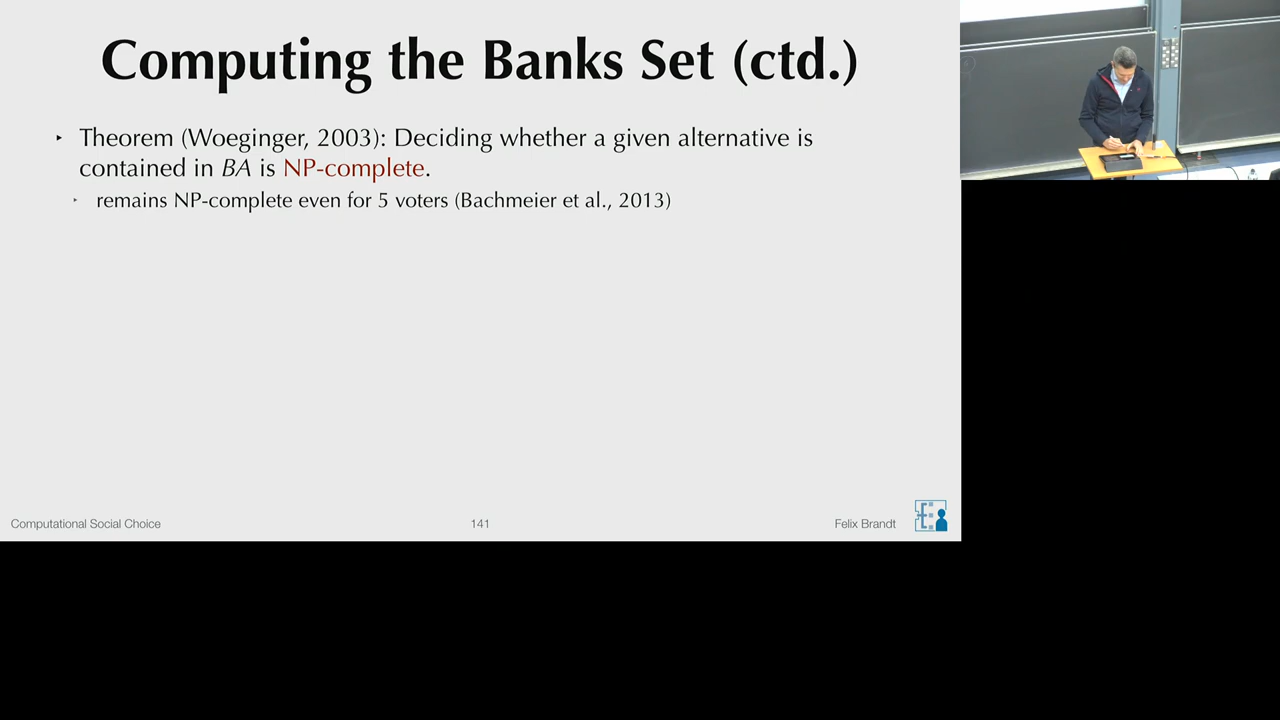 Computing the Banks Set (ctd.)
‣ Theorem (Woeginger, 2003): Deciding whether a given alternative is
contained in BA is NP-complete.
‣ remains NP-complete even for 5 voters (Bachmeier et al., 2013)
Computational Social Choice
141
Felix Brandt